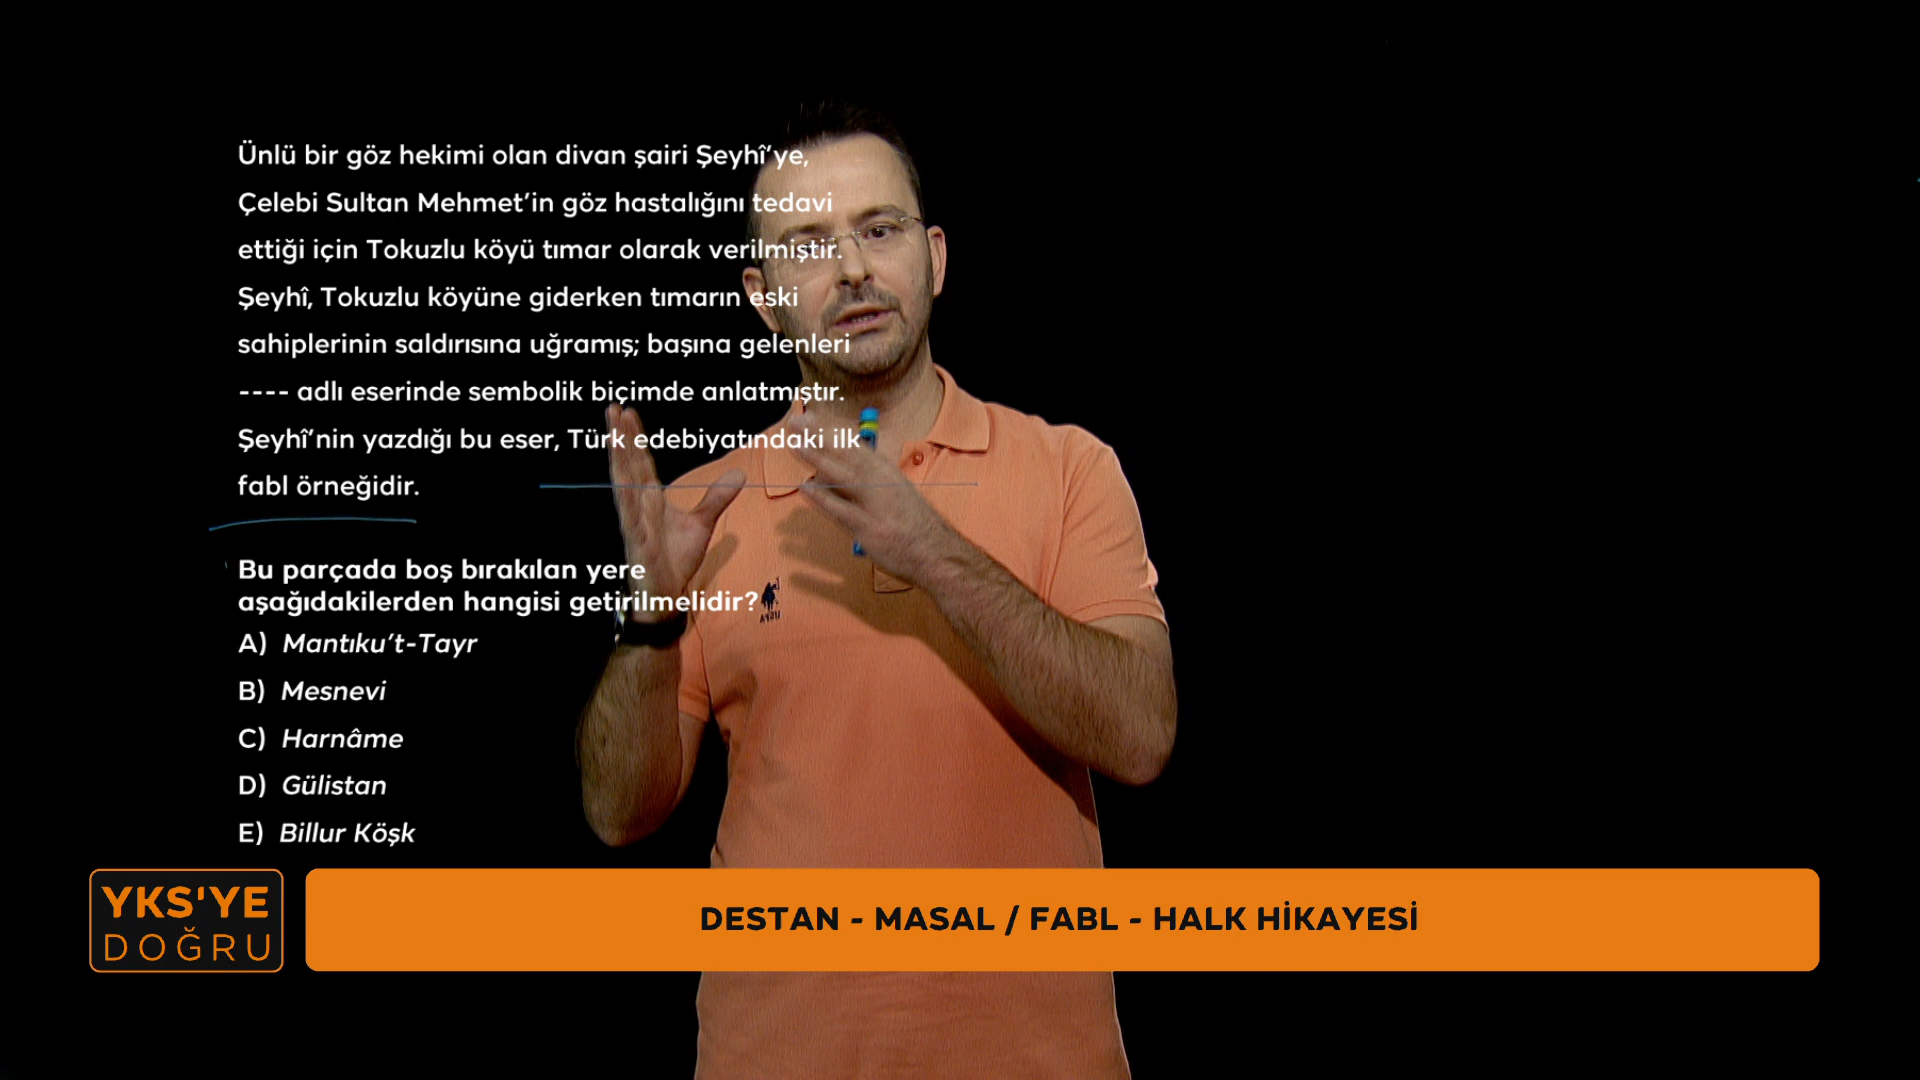 Ünlü bir göz hekimi olan divan şairi Şeyhî'ye,
Çelebi Sultan Mehmet'in göz hastalığını tedavi
ettiği için Tokuzlu köyü tımar olarak verilmiştir.
Şeyhî, Tokuzlu köyüne giderken tımarın eski
sahiplerinin saldırısına uğramış; başına gelenleri
---- adlı eserinde sembolik biçimde anlatmıştır.
Şeyhî'nin yazdığı bu eser, Türk edebiyatındaki ilk
fabl örneğidir.
Bu parçada boş bırakılan yere
aşağıdakilerden hangisi getirilmelidir?
A) Mantıku't-Tayr
B) Mesnevi
C) Harnâme
D) Gülistan
E) Billur Köşk
YKS'YE
DOĞRU
DESTAN - MASAL / FABL - HALK HİKAYESİ